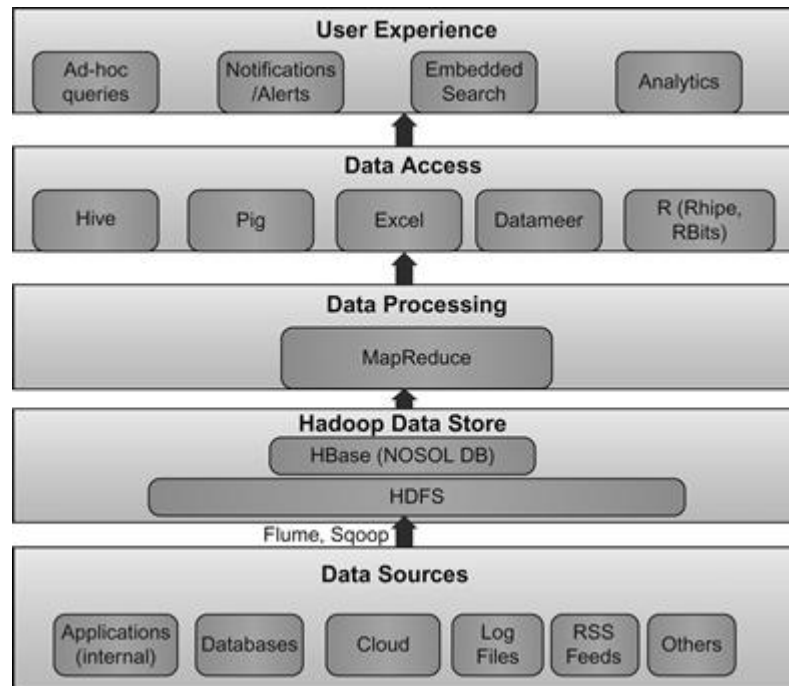 User Experience
Ad-hoc
queries
Notifications
/Alerts
Embedded
Search
Analytics
Data Access
Hive
Pig
Excel
Datameer
R (Rhipe,
RBits)
Data Processing
MapReduce
Hadoop Data Store
HBase (NOSOL DB)
HDFS
Flume, Sqoop
Data Sources
Applications
(internal)
Databases
Cloud
Log
Files
RSS
Feeds
Others